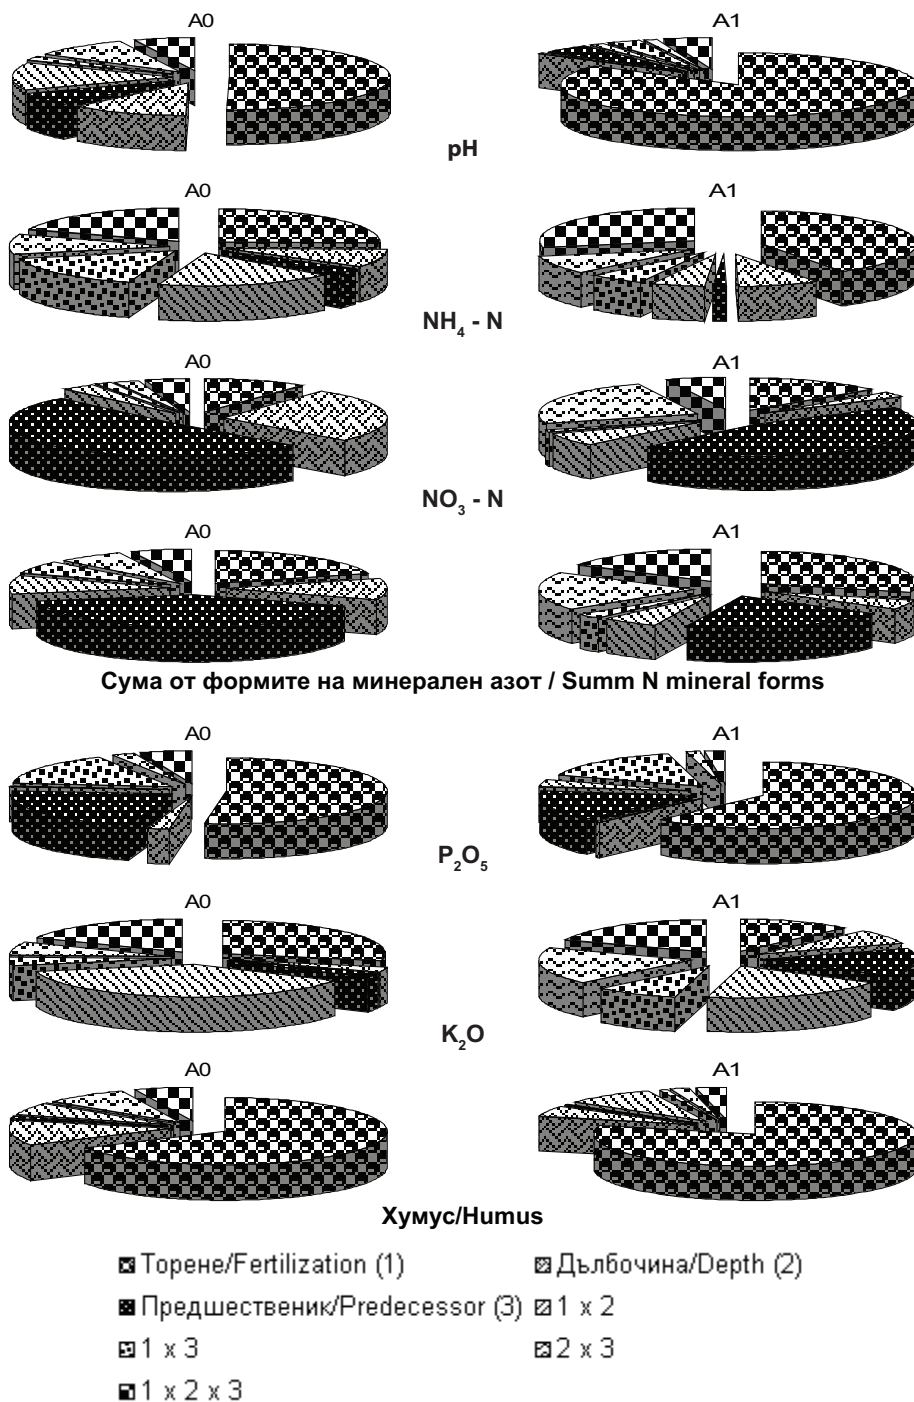 A0 A1
pH
A0 A1
NH₄ - N
A0 A1
NO₃ - N
A0 A1
Сума от формите на минерален азот / Summ N mineral forms
A0 A1
P₂O₅
A0 A1
K₂O
A0 A1
Хумус/Humus
Торене/Fertilization (1) Дълбочина/Depth (2)
Предшественик/Predecessor (3) 1 x 2
1 x 3 2 x 3
1 x 2 x 3